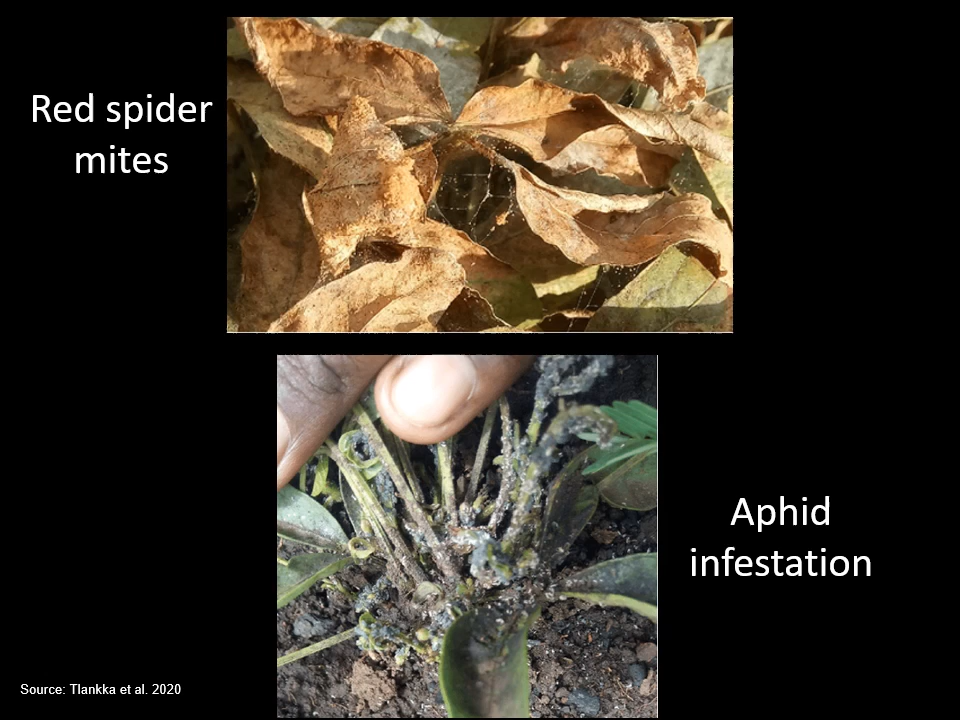 Red spider
mites
Aphid
infestation
Source: Tlankka et al. 2020